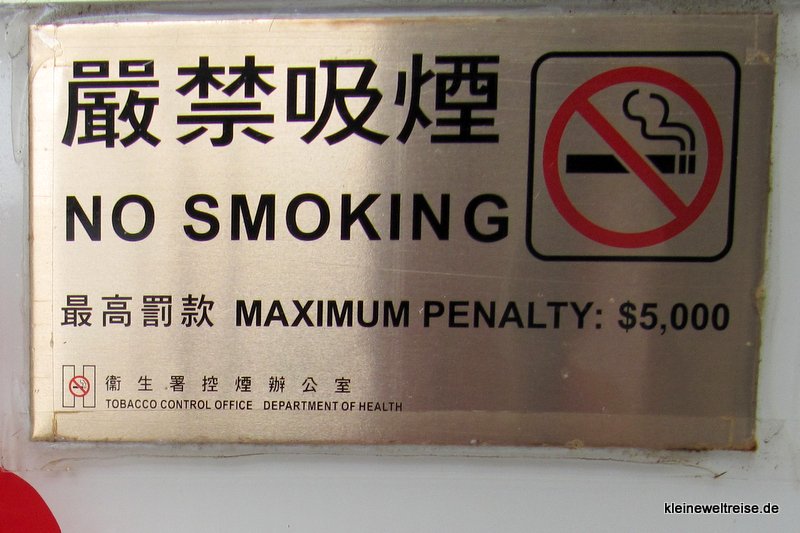 嚴禁吸煙
NO SMOKING
最高罰款 MAXIMUM PENALTY: $5,000
衞生署控煙辦公室
TOBACCO CONTROL OFFICE DEPARTMENT OF HEALTH
kleineweltreise.de